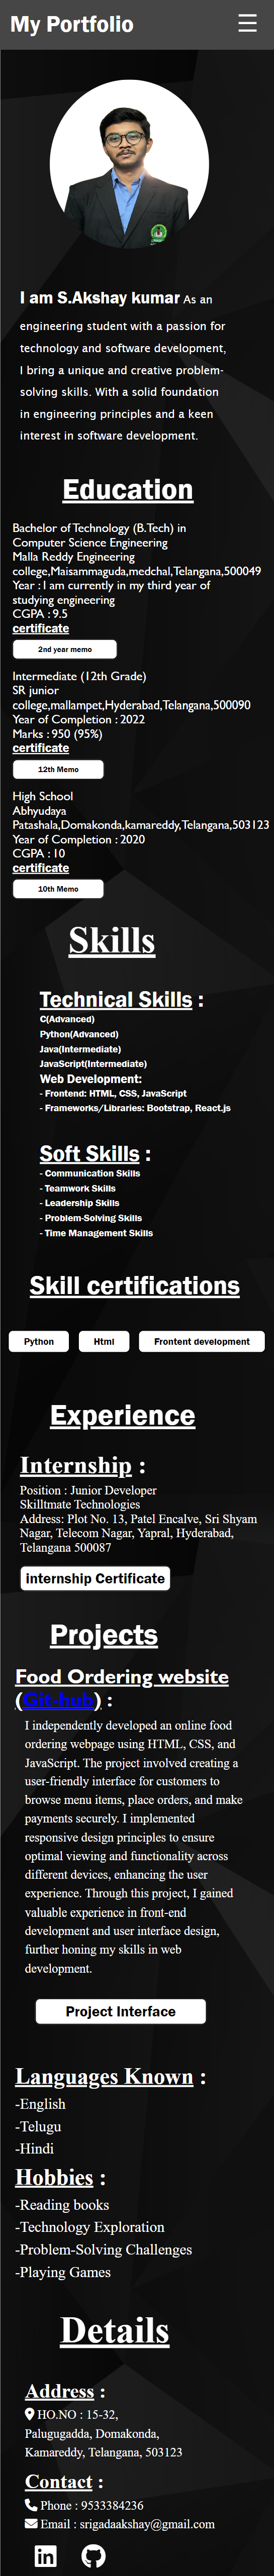 My Portfolio
I am S.Akshay kumar As an
engineering student with a passion for
technology and software development,
I bring a unique and creative problem-
solving skills. With a solid foundation
in engineering principles and a keen
interest in software development.
Education
Bachelor of Technology (B.Tech) in
Computer Science Engineering
Malla Reddy Engineering
college,Maisammaguda,medchal,Telangana,500049
Year : I am currently in my third year of
studying engineering
CGPA : 9.5
certificate
2nd year memo
Intermediate (12th Grade)
SR junior
college,mallampet,Hyderabad,Telangana,500090
Year of Completion : 2022
Marks : 950 (95%)
certificate
12th Memo
High School
Abhyudaya
Patashala,Domakonda,kamareddy,Telangana,503123
Year of Completion : 2020
CGPA : 10
certificate
10th Memo
Skills
Technical Skills :
C(Advanced)
Python(Advanced)
Java(Intermediate)
JavaScript(Intermediate)
Web Development:
- Frontend: HTML, CSS, JavaScript
- Frameworks/Libraries: Bootstrap, React.js
Soft Skills :
- Communication Skills
- Teamwork Skills
- Leadership Skills
- Problem-Solving Skills
- Time Management Skills
Skill certifications
Python Html Frontent development
Experience
Internship :
Position : Junior Developer
Skilltmate Technologies
Address: Plot No. 13, Patel Encalve, Sri Shyam
Nagar, Telecom Nagar, Yapral, Hyderabad,
Telangana 500087
internship Certificate
Projects
Food Ordering website
(Git-hub) :
I independently developed an online food
ordering webpage using HTML, CSS, and
JavaScript. The project involved creating a
user-friendly interface for customers to
browse menu items, place orders, and make
payments securely. I implemented
responsive design principles to ensure
optimal viewing and functionality across
different devices, enhancing the user
experience. Through this project, I gained
valuable experience in front-end
development and user interface design,
further honing my skills in web
development.
Project Interface
Languages Known :
-English
-Telugu
-Hindi
Hobbies :
-Reading books
-Technology Exploration
-Problem-Solving Challenges
-Playing Games
Details
Address :
HO.NO : 15-32,
Palugugadda, Domakonda,
Kamareddy, Telangana, 503123
Contact :
Phone : 9533384236
Email : srigadaakshay@gmail.com